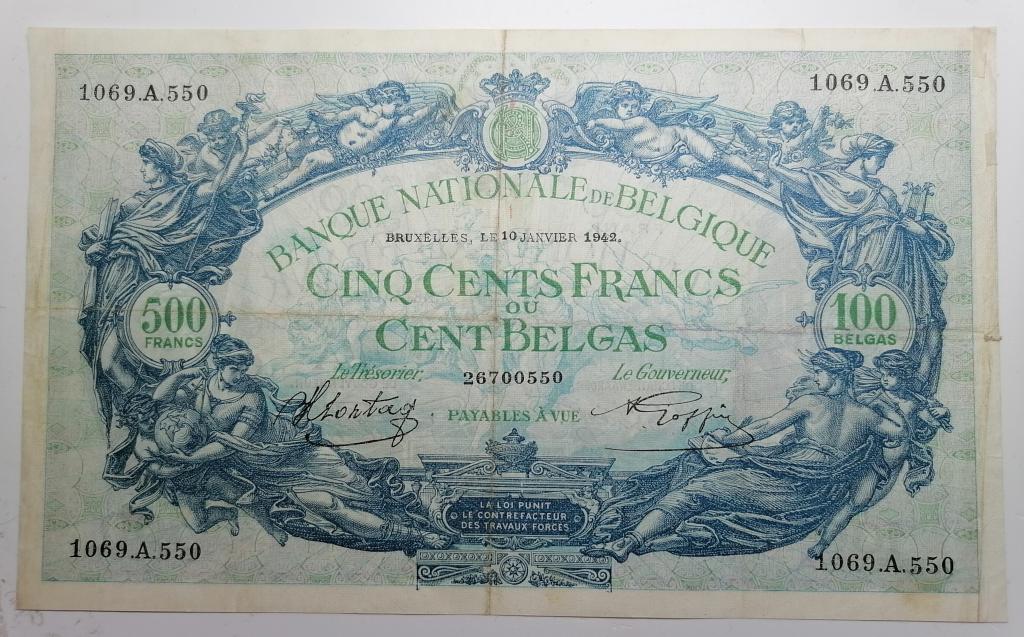 1069.A.550
1069.A.550
BANQUE NATIONALE DE BELGIQUE
BRUXELLES, LE 10 JANVIER 1942.
CINQ CENTS FRANCS
OU
CENT BELGAS
500
FRANCS
100
BELGAS
Le Trésorier,
26700550
Le Gouverneur,
PAYABLES À VUE
LA LOI PUNIT
LE CONTREFACTEUR
DES TRAVAUX FORCÉS
1069.A.550
1069.A.550